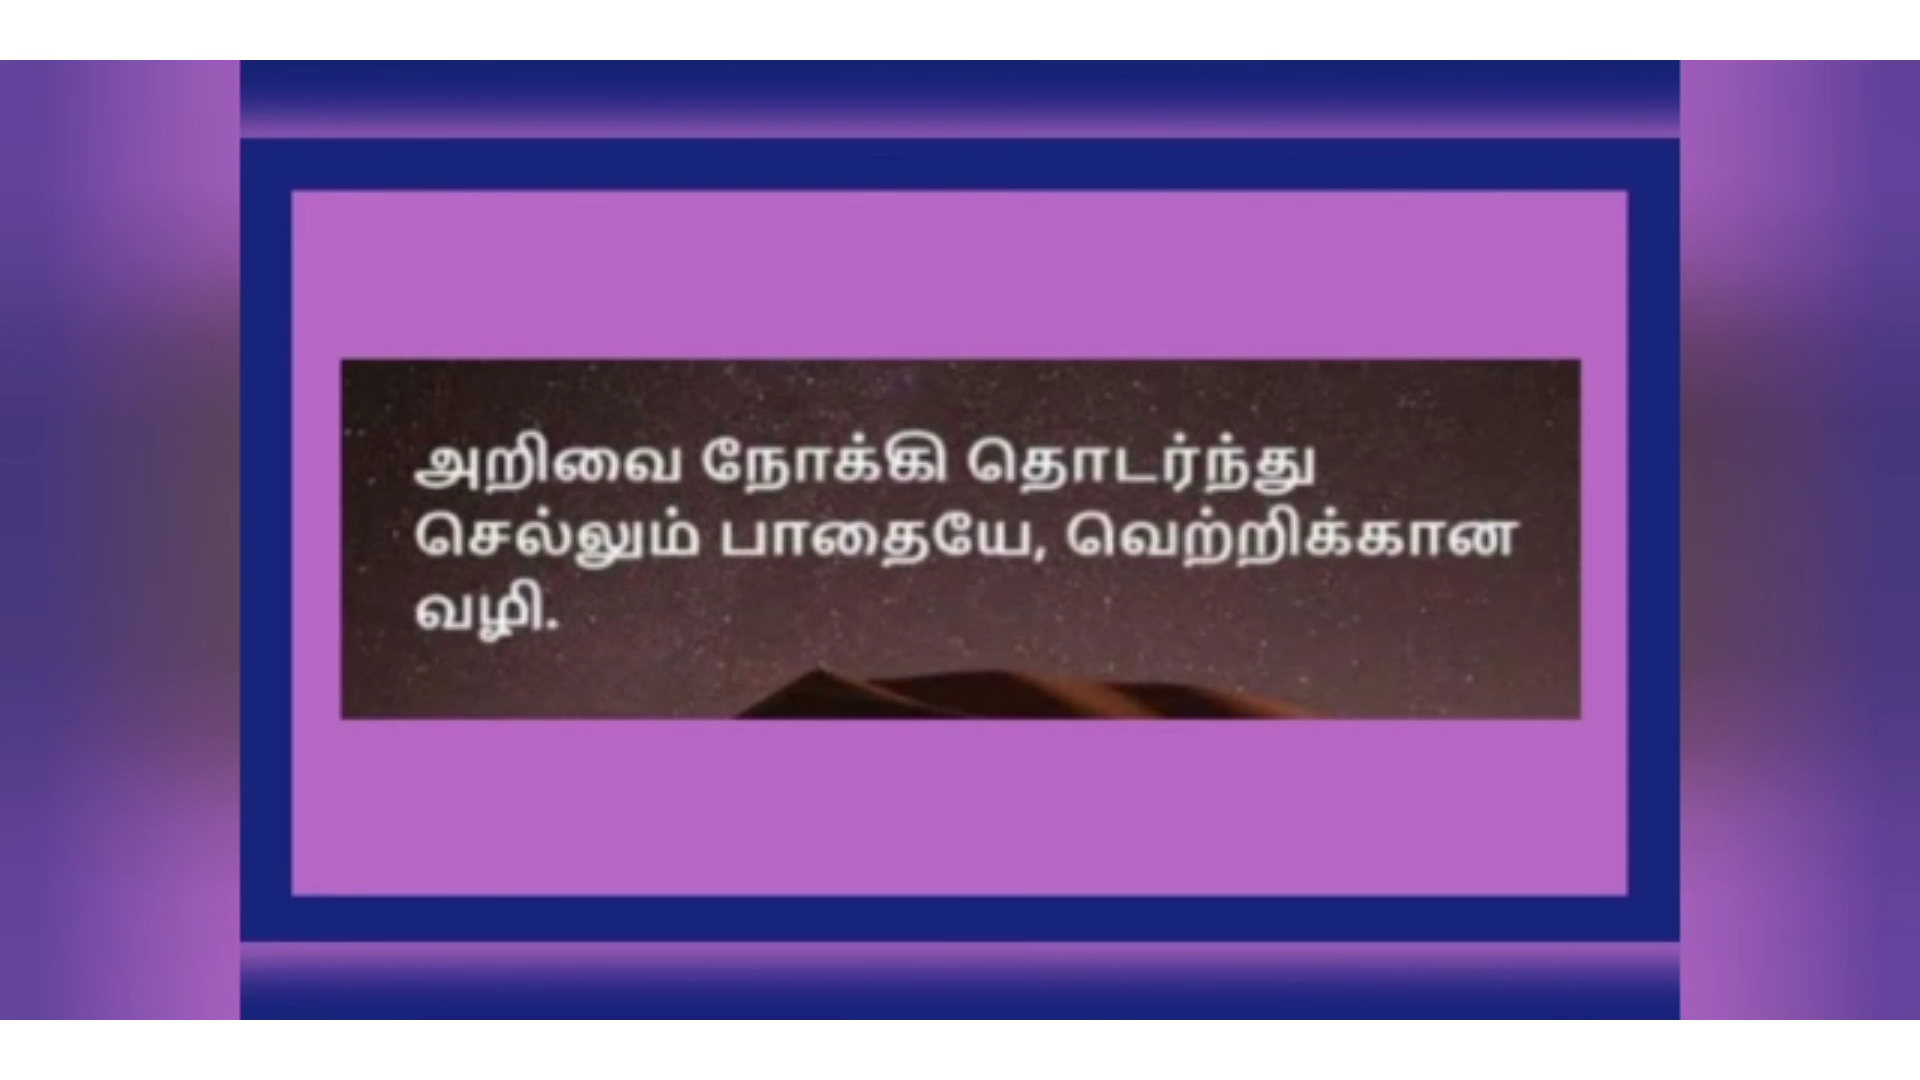 அறிவை நோக்கி தொடர்ந்து
செல்லும் பாதையே, வெற்றிக்கான
வழி.